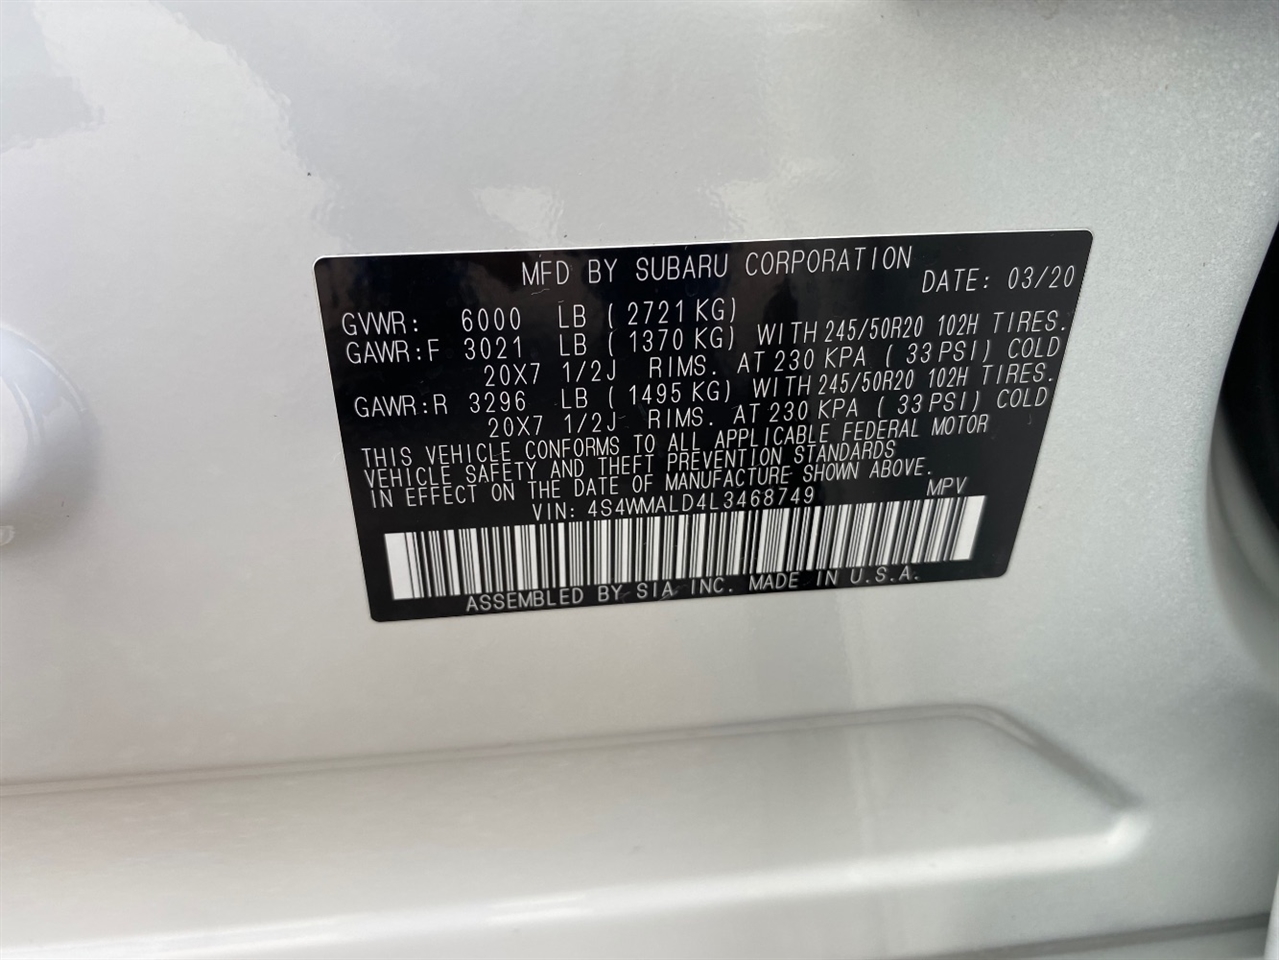 MFD BY SUBARU CORPORATION DATE: 03/20
GVWR: 6000 LB ( 2721 KG)
GAWR:F 3021 LB ( 1370 KG) WITH 245/50R20 102H TIRES.
20X7 1/2J RIMS. AT 230 KPA ( 33 PSI) COLD
GAWR:R 3296 LB ( 1495 KG) WITH 245/50R20 102H TIRES.
20X7 1/2J RIMS. AT 230 KPA ( 33 PSI) COLD
THIS VEHICLE CONFORMS TO ALL APPLICABLE FEDERAL MOTOR
VEHICLE SAFETY AND THEFT PREVENTION STANDARDS
IN EFFECT ON THE DATE OF MANUFACTURE SHOWN ABOVE.
VIN: 4S4WMALD4L3468749 MPV
ASSEMBLED BY SIA INC. MADE IN U.S.A.